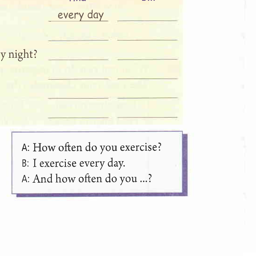 every day
y night?
A: How often do you exercise?
B: I exercise every day.
A: And how often do you ...?